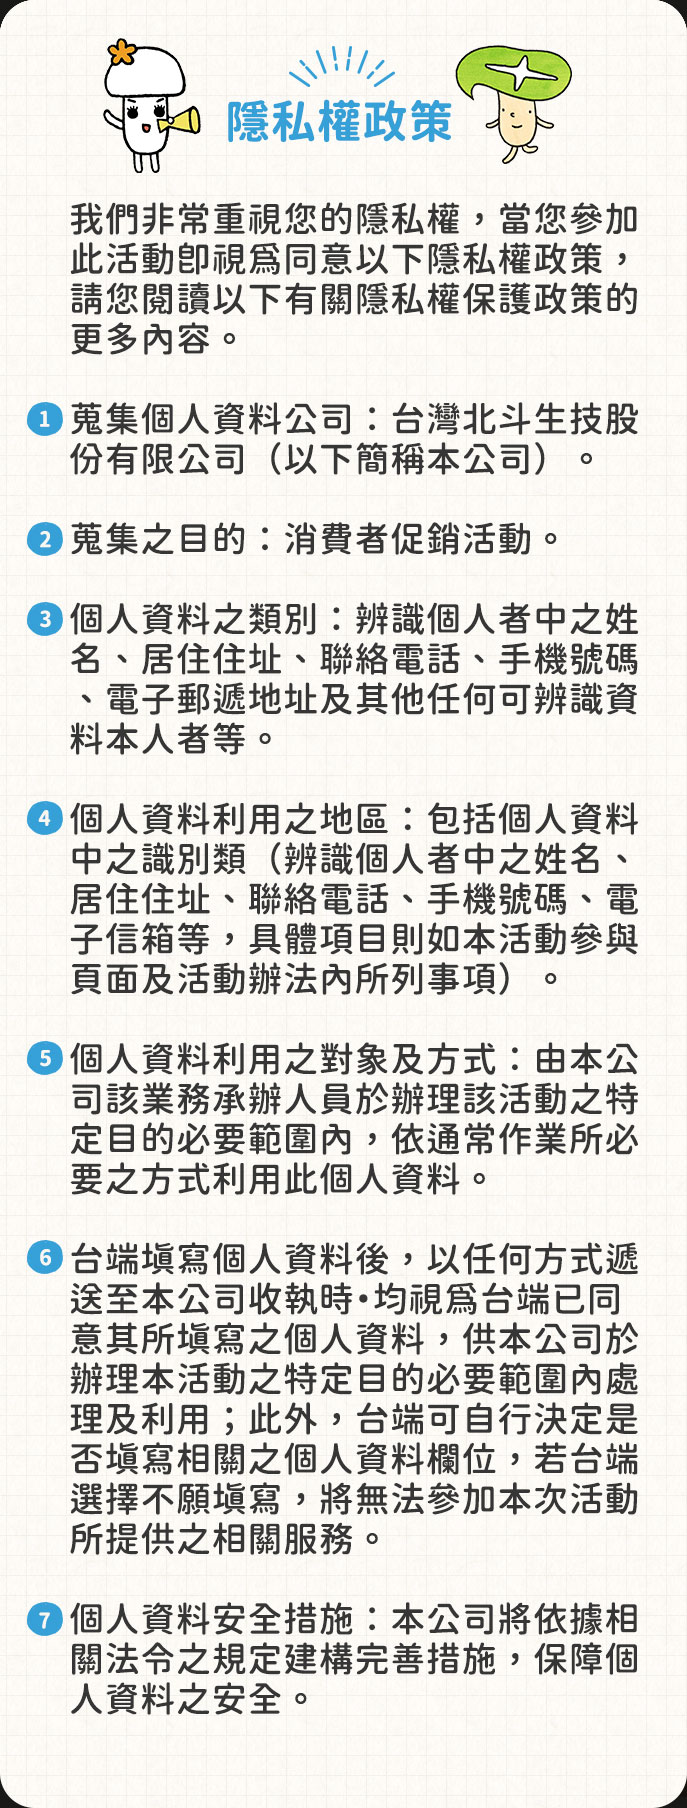 隱私權政策
我們非常重視您的隱私權，當您參加
此活動卽視爲同意以下隱私權政策，
請您閱讀以下有關隱私權保護政策的
更多內容。
1 蒐集個人資料公司：台灣北斗生技股
份有限公司（以下簡稱本公司）。
2 蒐集之目的：消費者促銷活動。
3 個人資料之類別：辨識個人者中之姓
名、居住住址、聯絡電話、手機號碼
、電子郵遞地址及其他任何可辨識資
料本人者等。
4 個人資料利用之地區：包括個人資料
中之識別類（辨識個人者中之姓名、
居住住址、聯絡電話、手機號碼、電
子信箱等，具體項目則如本活動參與
頁面及活動辦法內所列事項）。
5 個人資料利用之對象及方式：由本公
司該業務承辦人員於辦理該活動之特
定目的必要範圍內，依通常作業所必
要之方式利用此個人資料。
6 台端塡寫個人資料後，以任何方式遞
送至本公司收執時•均視爲台端已同
意其所塡寫之個人資料，供本公司於
辦理本活動之特定目的必要範圍內處
理及利用；此外，台端可自行決定是
否塡寫相關之個人資料欄位，若台端
選擇不願塡寫，將無法參加本次活動
所提供之相關服務。
7 個人資料安全措施：本公司將依據相
關法令之規定建構完善措施，保障個
人資料之安全。